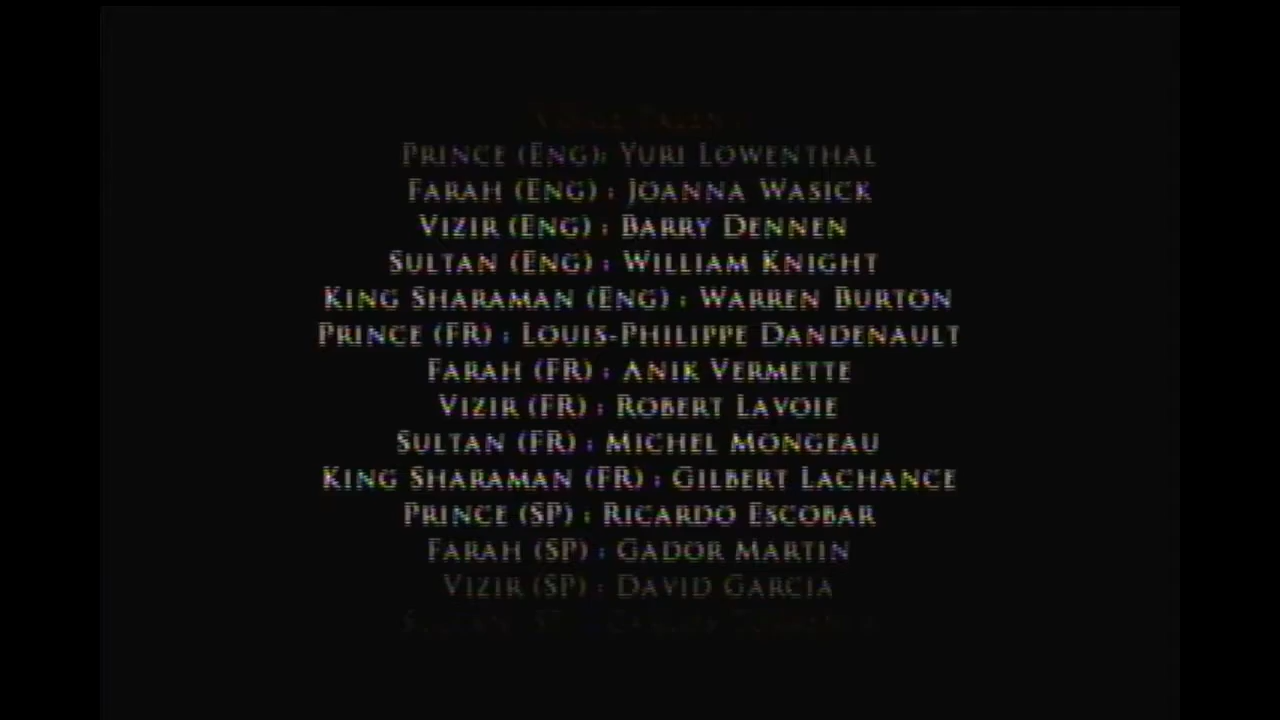 Prince (Eng): Yuri Lowenthal
Farah (Eng) : Joanna Wasick
Vizir (Eng) : Barry Dennen
Sultan (Eng) : William Knight
King Sharaman (Eng) : Warren Burton
Prince (FR) : Louis-Philippe Dandenault
Farah (FR) : Anik Vermette
Vizir (FR) : Robert Lavoie
Sultan (FR) : Michel Mongeau
King Sharaman (FR) : Gilbert Lachance
Prince (SP) : Ricardo Escobar
Farah (SP) : Gador Martin
Vizir (SP) : David Garcia